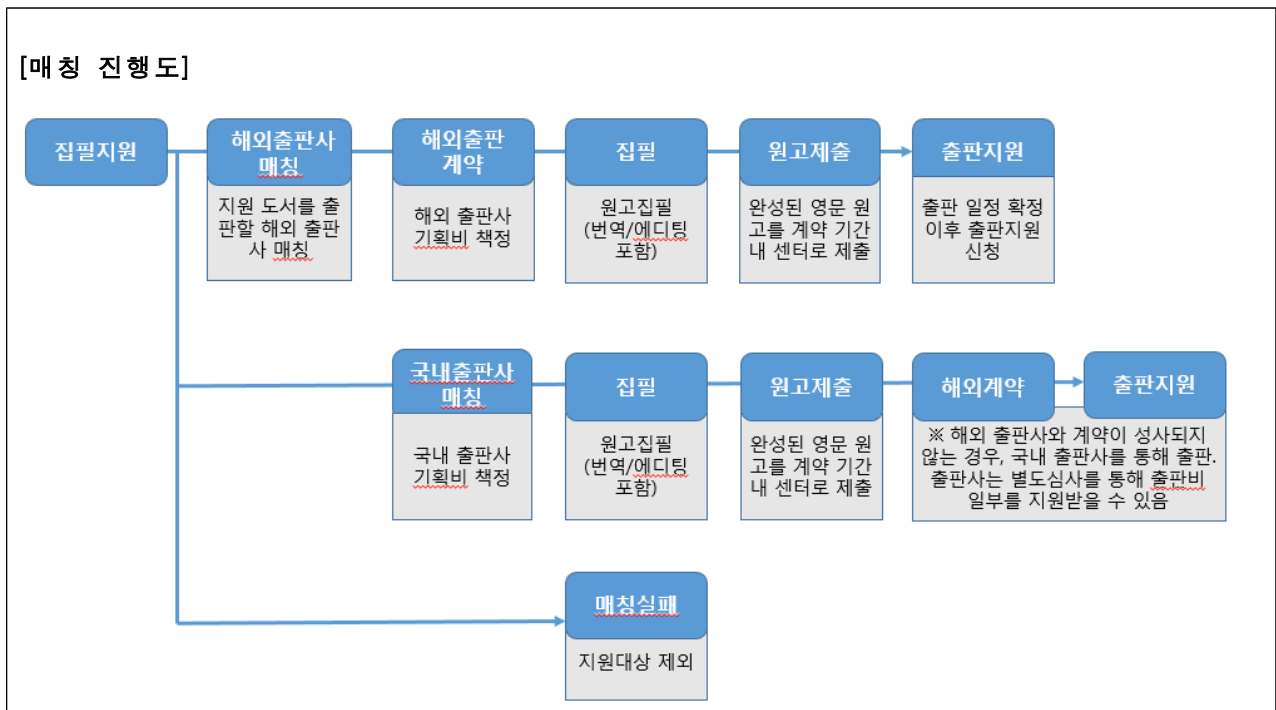 [매칭 진행도]
집필지원
해외출판사
매칭
지원 도서를 출
판할 해외 출판
사 매칭
해외출판
계약
해외 출판사
기획비 책정
집필
원고집필
(번역/에디팅
포함)
원고제출
완성된 영문 원
고를 계약 기간
내 센터로 제출
출판지원
출판 일정 확정
이후 출판지원
신청
국내출판사
매칭
국내 출판사
기획비 책정
집필
원고집필
(번역/에디팅
포함)
원고제출
완성된 영문 원
고를 계약 기간
내 센터로 제출
해외계약
출판지원
※ 해외 출판사와 계약이 성사되지
않는 경우, 국내 출판사를 통해 출판.
출판사는 별도심사를 통해 출판비
일부를 지원받을 수 있음
매칭실패
지원대상 제외